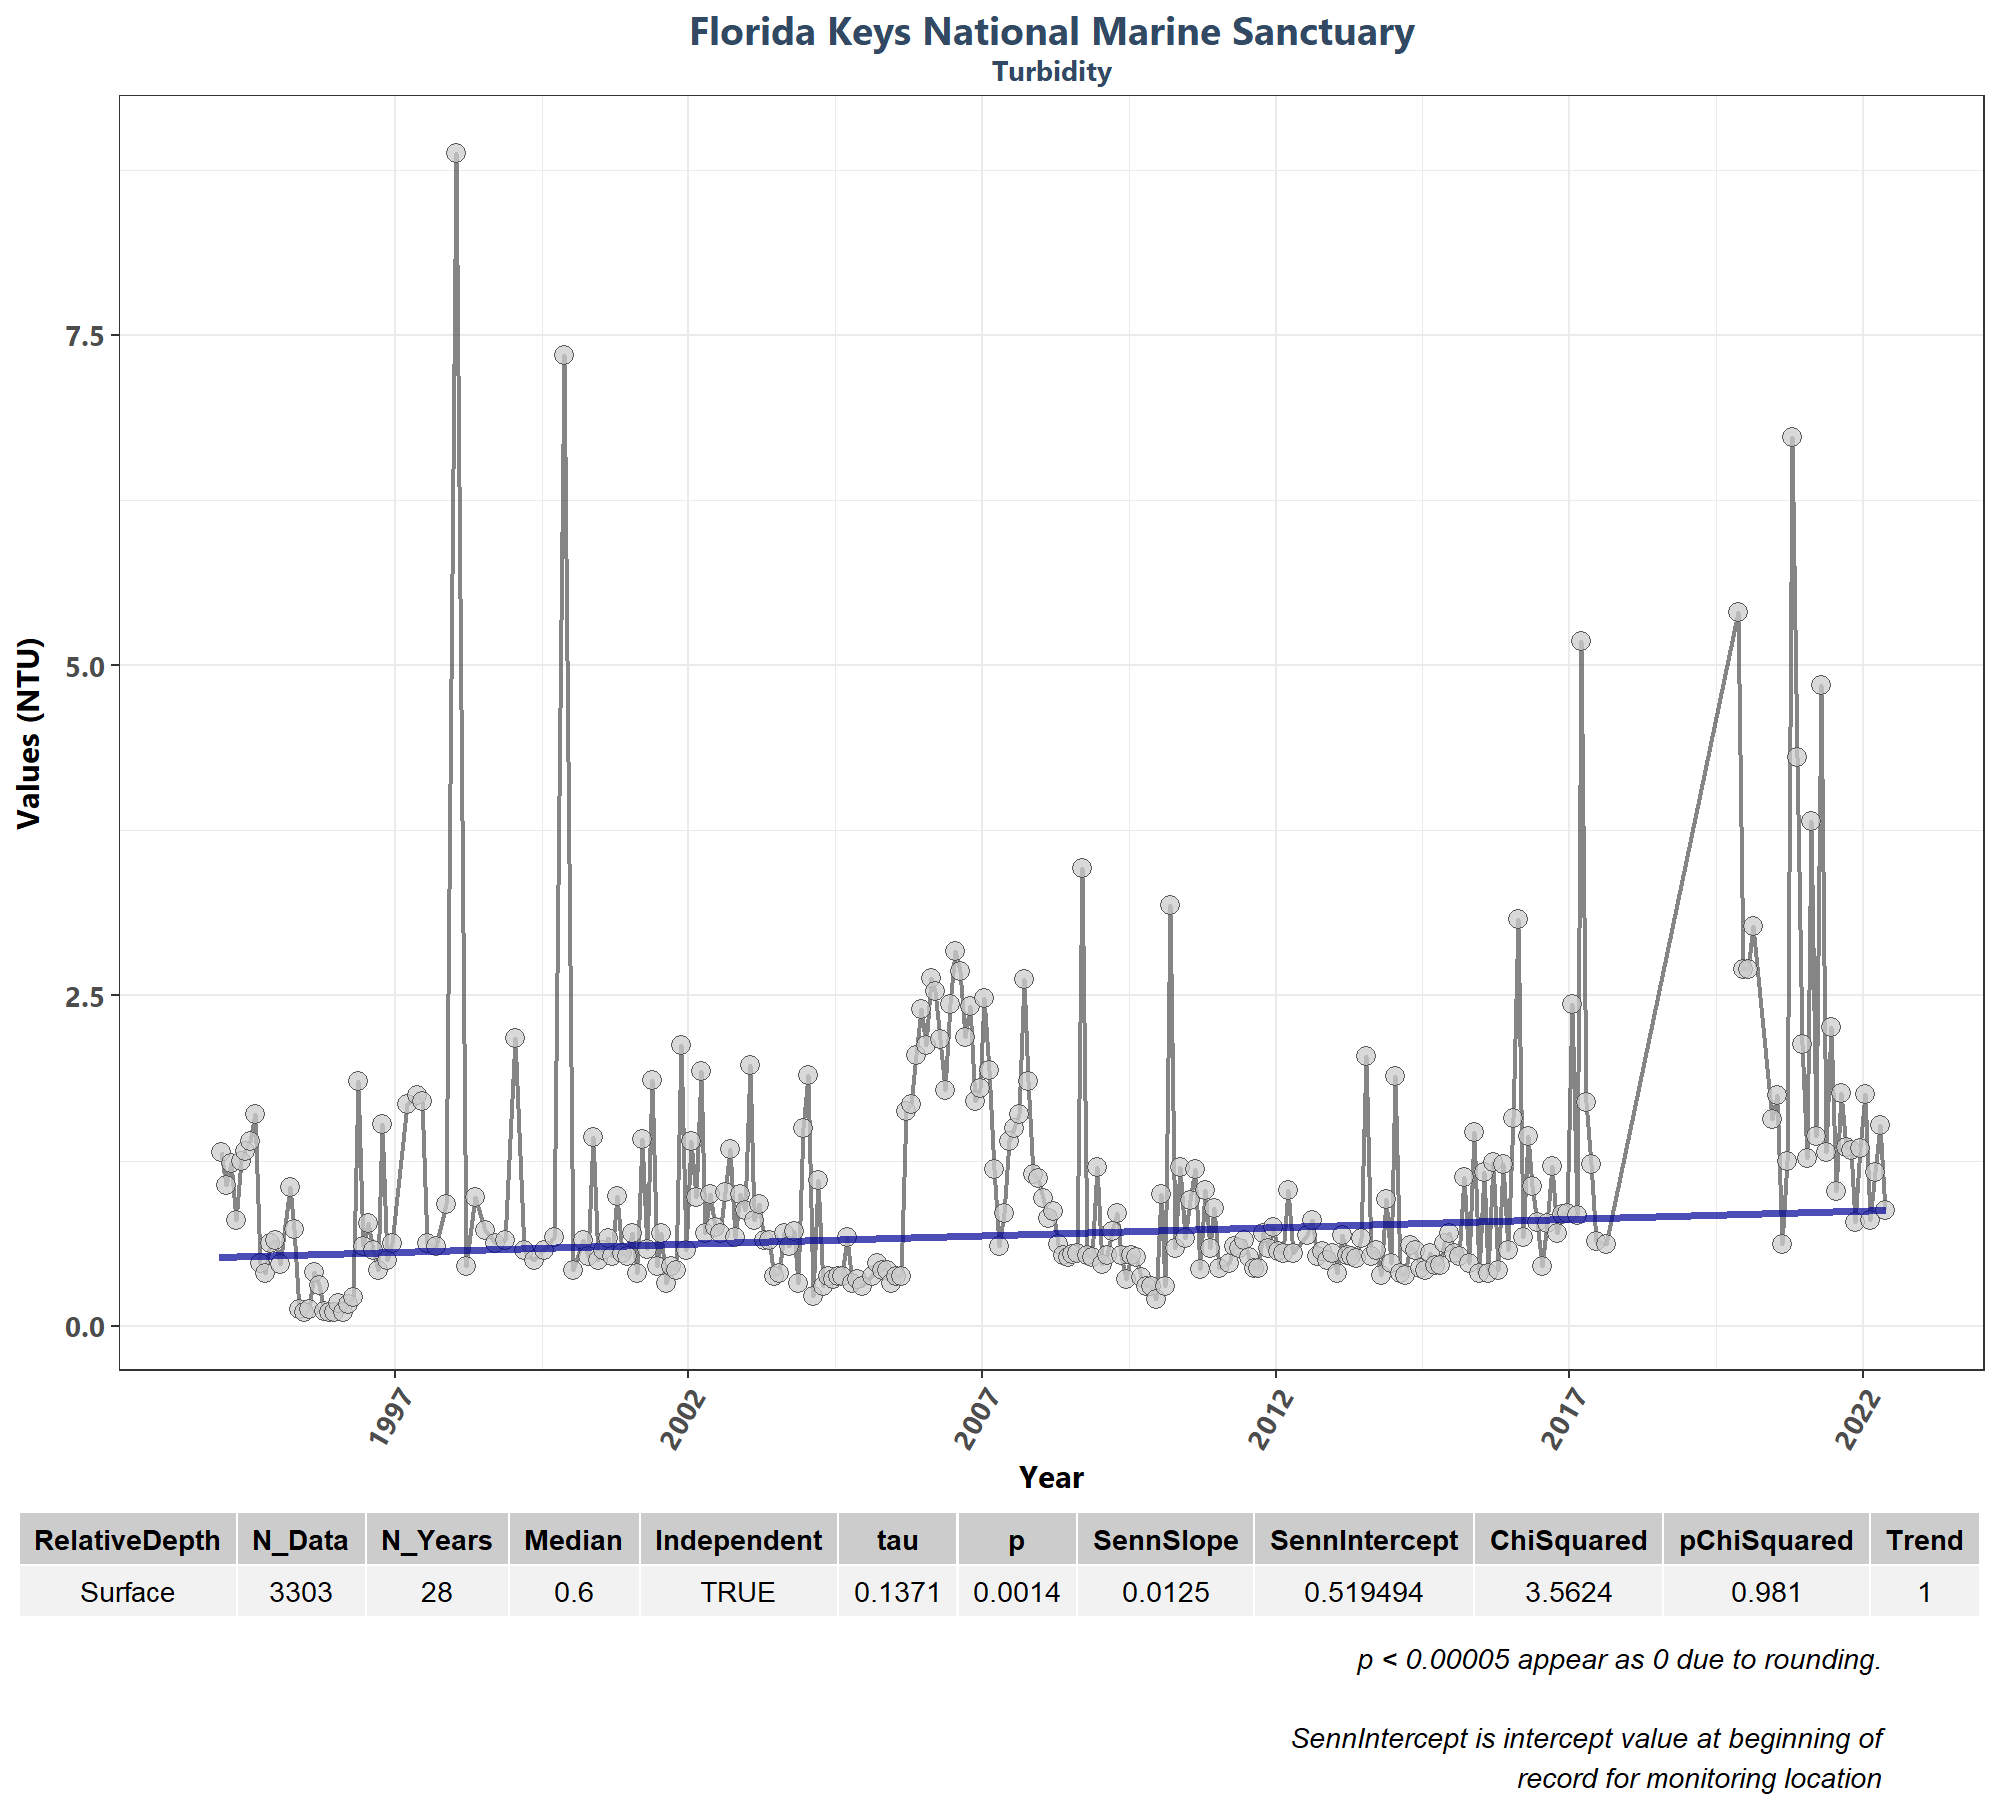 Florida Keys National Marine Sanctuary
Turbidity
Values (NTU)
7.5
5.0
2.5
0.0
1997 2002 2007 2012 2017 2022
Year
RelativeDepth N_Data N_Years Median Independent tau p SennSlope SennIntercept ChiSquared pChiSquared Trend
Surface 3303 28 0.6 TRUE 0.1371 0.0014 0.0125 0.519494 3.5624 0.981 1
p < 0.00005 appear as 0 due to rounding.
SennIntercept is intercept value at beginning of
record for monitoring location